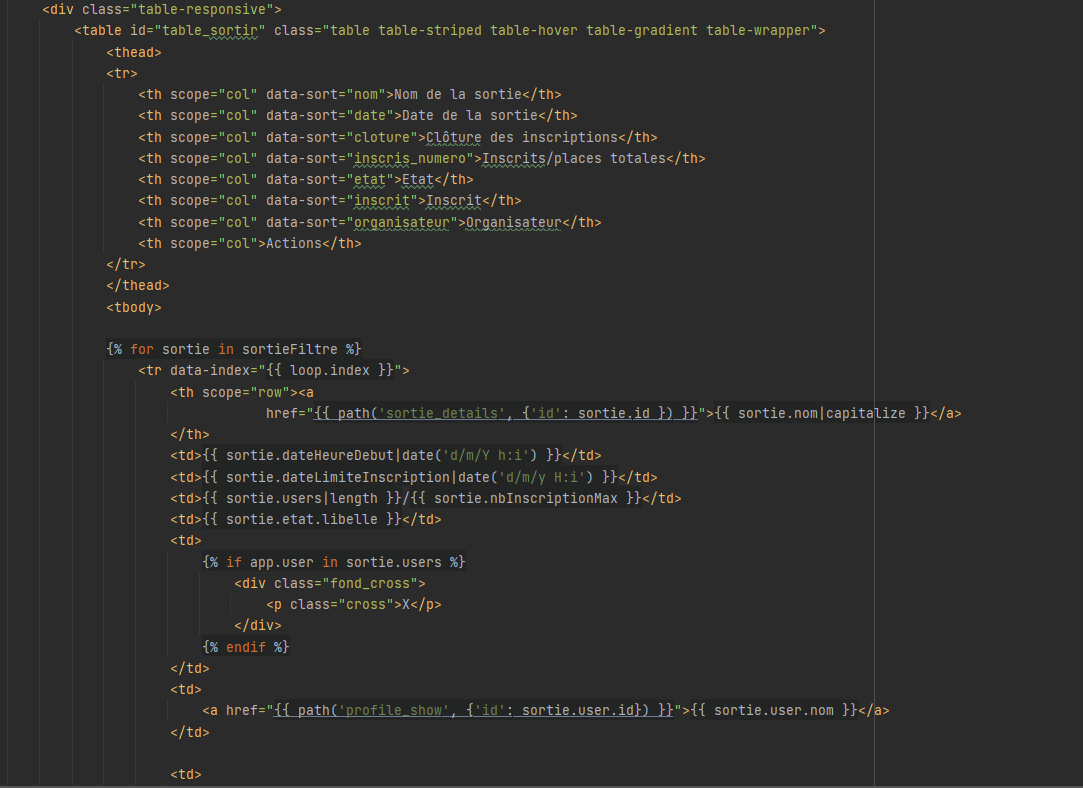 <div class="table-responsive">
<table id="table_sortir" class="table table-striped table-hover table-gradient table-wrapper">
<thead>
<tr>
<th scope="col" data-sort="nom">Nom de la sortie</th>
<th scope="col" data-sort="date">Date de la sortie</th>
<th scope="col" data-sort="cloture">Clôture des inscriptions</th>
<th scope="col" data-sort="inscris_numero">Inscrits/places totales</th>
<th scope="col" data-sort="etat">Etat</th>
<th scope="col" data-sort="inscrit">Inscrit</th>
<th scope="col" data-sort="organisateur">Organisateur</th>
<th scope="col">Actions</th>
</tr>
</thead>
<tbody>
{% for sortie in sortieFiltre %}
<tr data-index="{{ loop.index }}">
<th scope="row"><a
href="{{ path('sortie_details', {'id': sortie.id }) }}">{{ sortie.nom|capitalize }}</a>
</th>
<td>{{ sortie.dateHeureDebut|date('d/m/Y h:i') }}</td>
<td>{{ sortie.dateLimiteInscription|date('d/m/y H:i') }}</td>
<td>{{ sortie.users|length }}/{{ sortie.nbInscriptionMax }}</td>
<td>{{ sortie.etat.libelle }}</td>
<td>
{% if app.user in sortie.users %}
<div class="fond_cross">
<p class="cross">X</p>
</div>
{% endif %}
</td>
<td>
<a href="{{ path('profile_show', {'id': sortie.user.id}) }}">{{ sortie.user.nom }}</a>
</td>
<td>